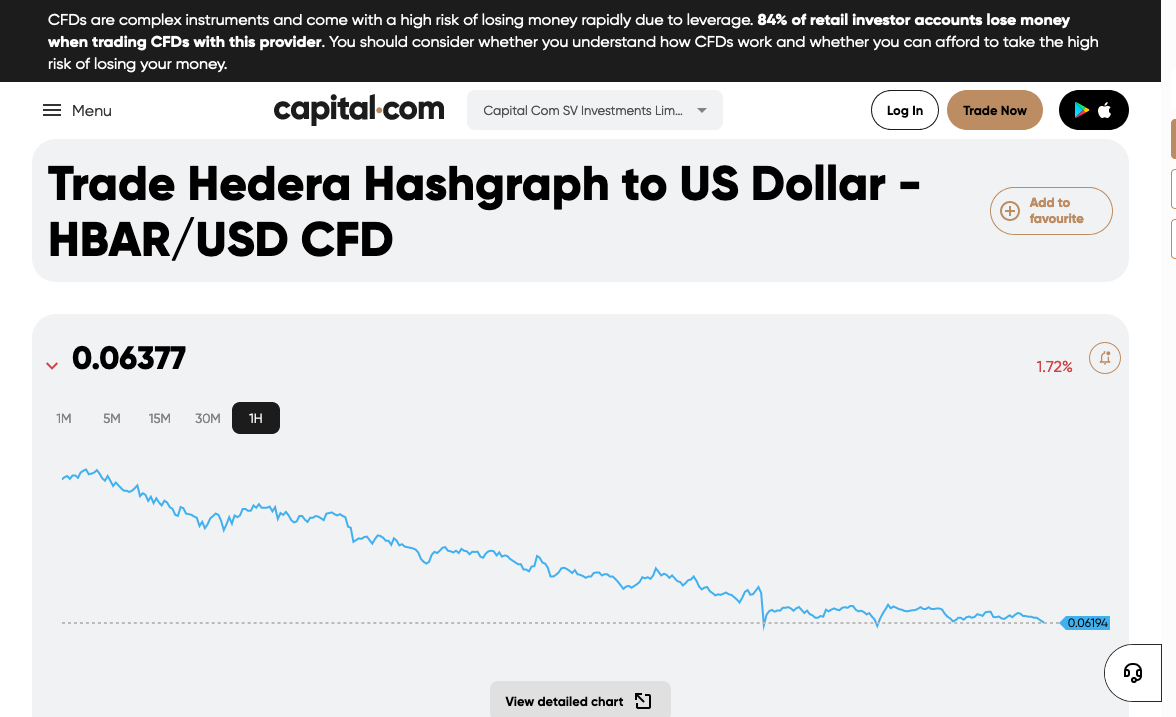 CFDs are complex instruments and come with a high risk of losing money rapidly due to leverage. 84% of retail investor accounts lose money
when trading CFDs with this provider. You should consider whether you understand how CFDs work and whether you can afford to take the high
risk of losing your money.
Menu
capital.com
Capital Com SV Investments Lim...
Log In
Trade Now
Trade Hedera Hashgraph to US Dollar -
HBAR/USD CFD
Add to
favourite
0.06377
1.72%
1M
5M
15M
30M
1H
0.06194
View detailed chart